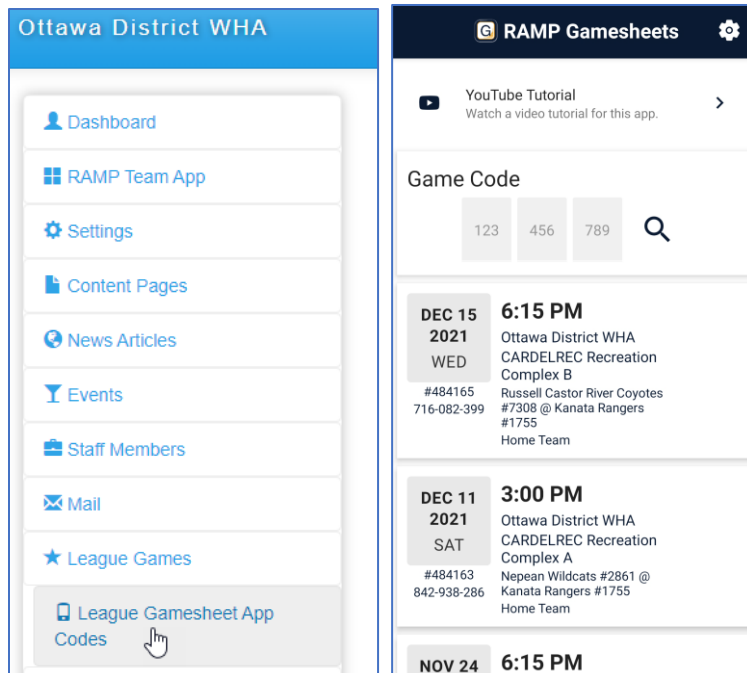 Ottawa District WHA
Dashboard
RAMP Team App
Settings
Content Pages
News Articles
Events
Staff Members
Mail
League Games
League Gamesheet App
Codes
G RAMP Gamesheets
YouTube Tutorial
Watch a video tutorial for this app.
Game Code
123 456 789
DEC 15
2021
WED
#484165
716-082-399
6:15 PM
Ottawa District WHA
CARDELREC Recreation
Complex B
Russell Castor River Coyotes
#7308 @ Kanata Rangers
#1755
Home Team
DEC 11
2021
SAT
#484163
842-938-286
3:00 PM
Ottawa District WHA
CARDELREC Recreation
Complex A
Nepean Wildcats #2861 @
Kanata Rangers #1755
Home Team
NOV 24
6:15 PM